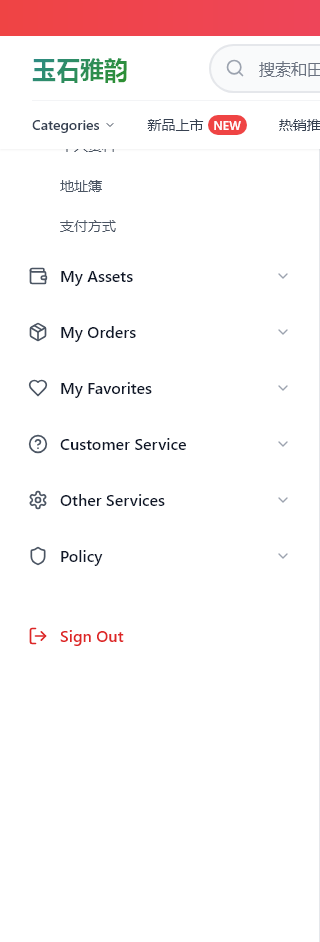 玉石雅韵
搜索和田
Categories
新品上市 NEW
热销推
地址簿
支付方式
My Assets
My Orders
My Favorites
Customer Service
Other Services
Policy
Sign Out